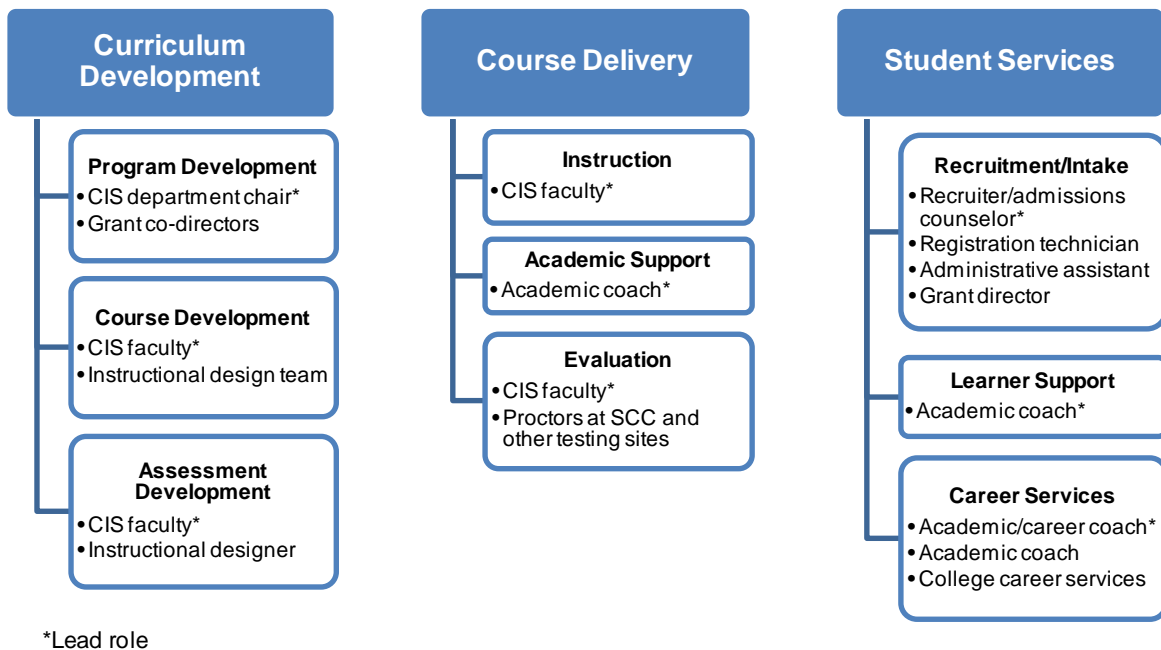 Curriculum
Development
Program Development
•CIS department chair*
•Grant co-directors
Course Development
•CIS faculty*
•Instructional design team
Assessment
Development
•CIS faculty*
•Instructional designer
Course Delivery
Instruction
•CIS faculty*
Academic Support
•Academic coach*
Evaluation
•CIS faculty*
•Proctors at SCC and
other testing sites
Student Services
Recruitment/Intake
•Recruiter/admissions
counselor*
•Registration technician
•Administrative assistant
•Grant director
Learner Support
•Academic coach*
Career Services
•Academic/career coach*
•Academic coach
•College career services
*Lead role